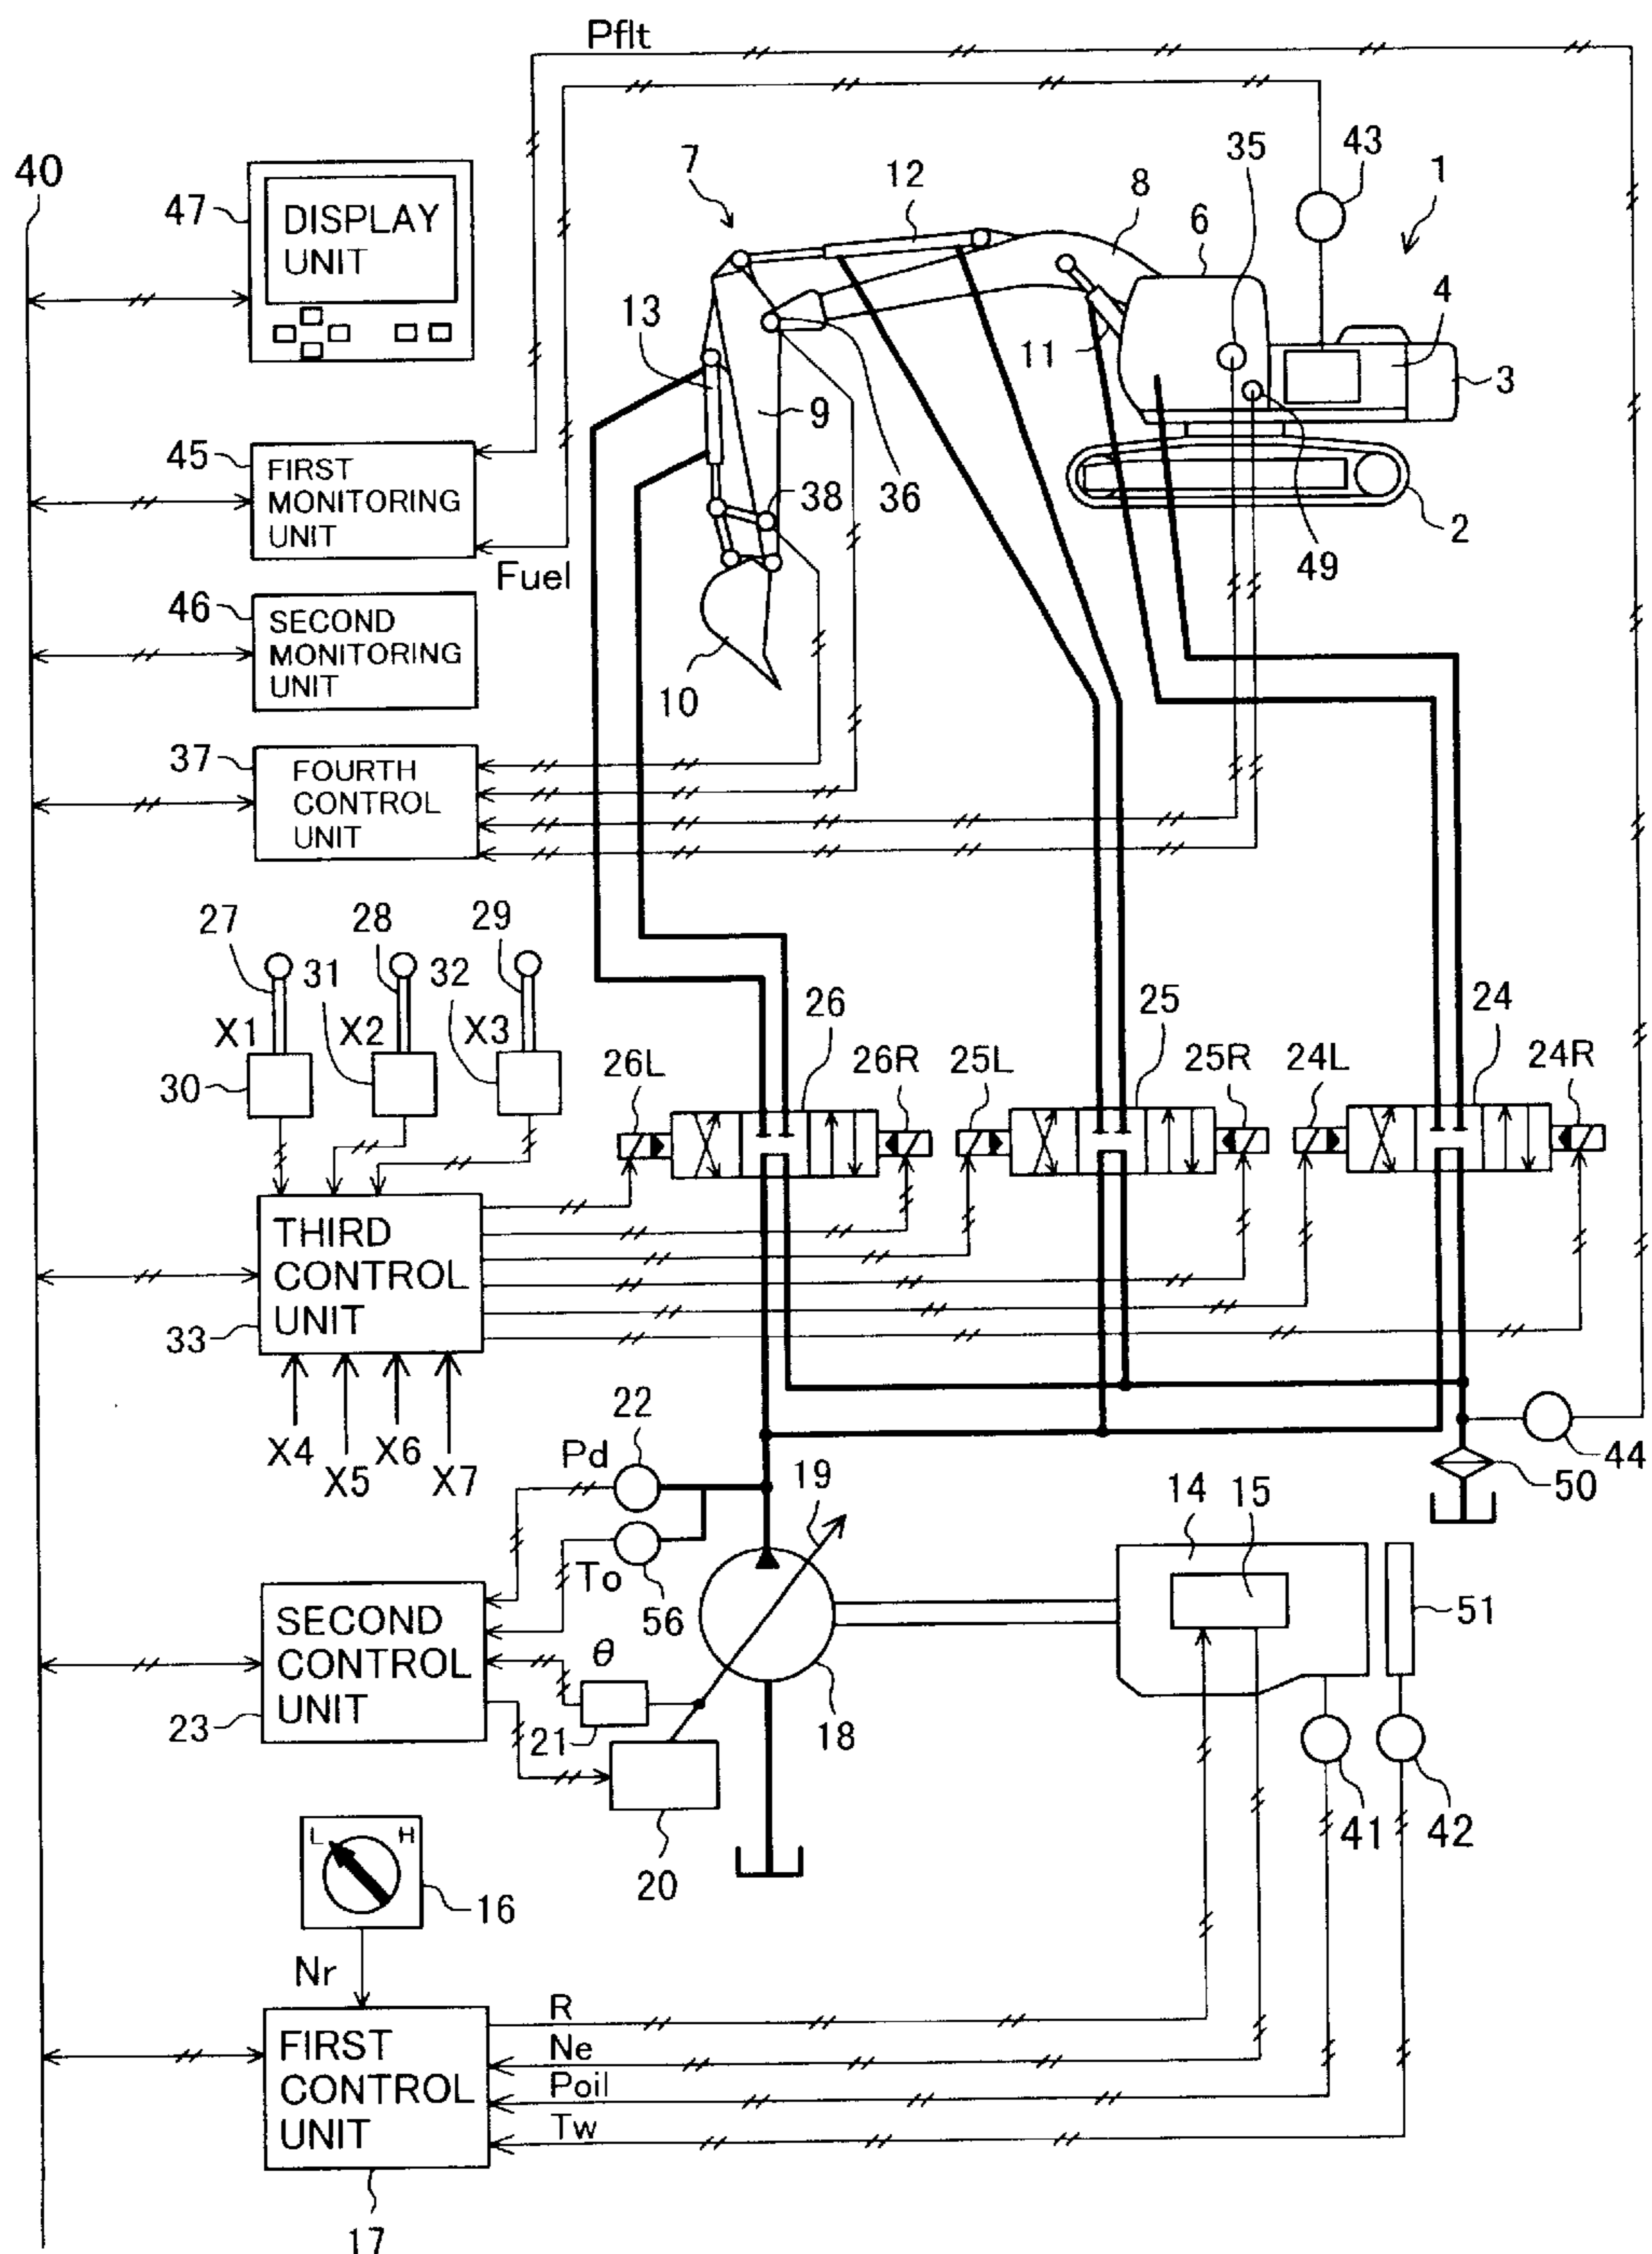 Pflt
40
47
DISPLAY
UNIT
7
12
8
35
43
1
6
4
3
13
11
9
36
38
2
49
45
FIRST
MONITORING
UNIT
Fuel
46
SECOND
MONITORING
UNIT
10
37
FOURTH
CONTROL
UNIT
27
28
29
31
32
X1
X2
X3
30
26
25
24
26L
26R
25L
25R
24L
24R
THIRD
CONTROL
UNIT
33
X4
X5
X6
X7
22
Pd
19
44
50
14
15
To
56
51
SECOND
CONTROL
UNIT
θ
23
21
18
41
42
20
L
H
16
Nr
R
FIRST
CONTROL
UNIT
Ne
Poil
Tw
17